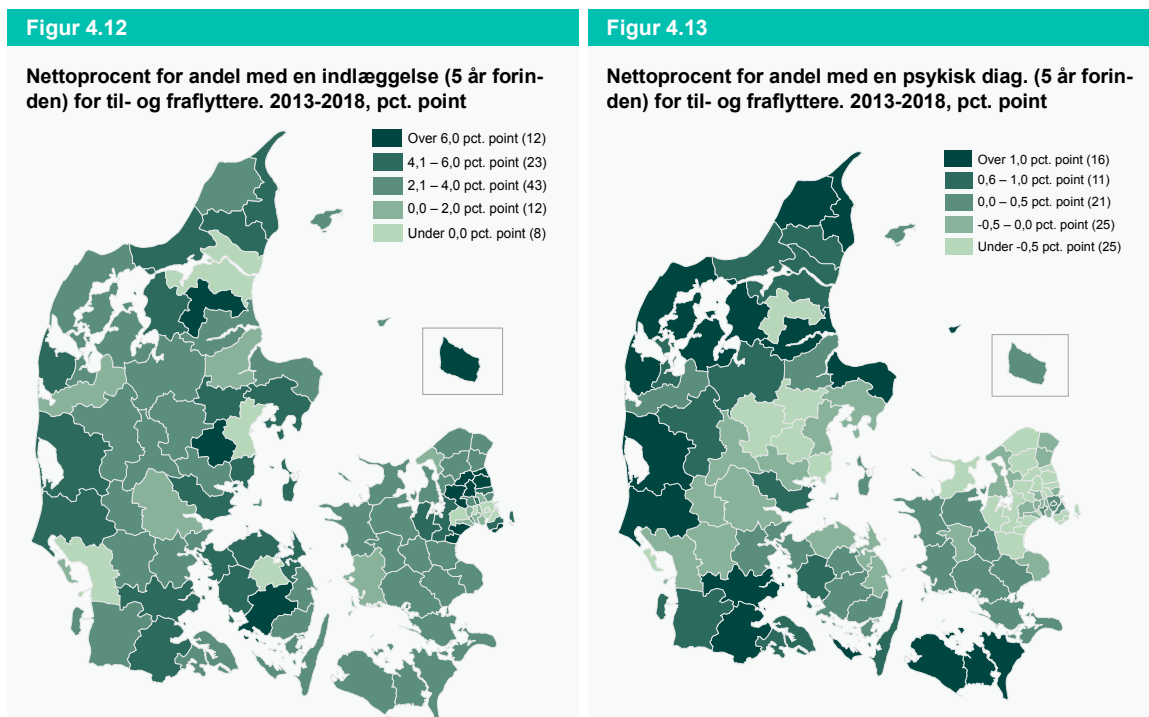 Figur 4.12
Nettoprocent for andel med en indlæggelse (5 år forin-
den) for til- og fraflyttere. 2013-2018, pct. point
Over 6,0 pct. point (12)
4,1 – 6,0 pct. point (23)
2,1 – 4,0 pct. point (43)
0,0 – 2,0 pct. point (12)
Under 0,0 pct. point (8)
Figur 4.13
Nettoprocent for andel med en psykisk diag. (5 år forin-
den) for til- og fraflyttere. 2013-2018, pct. point
Over 1,0 pct. point (16)
0,6 – 1,0 pct. point (11)
0,0 – 0,5 pct. point (21)
-0,5 – 0,0 pct. point (25)
Under -0,5 pct. point (25)